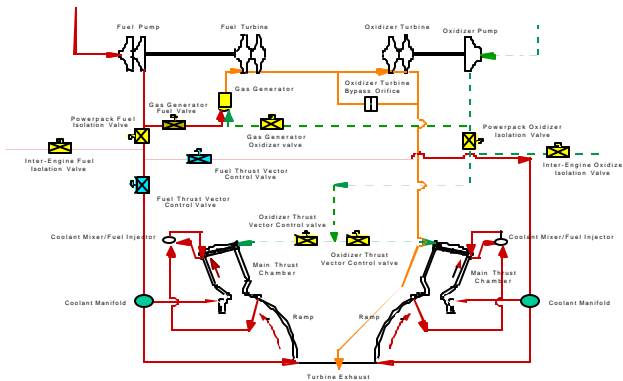 Fuel Pump
Fuel Turbine
Oxidizer Turbine
Oxidizer Pump
Gas Generator
Oxidizer Turbine
Bypass Orifice
Gas Generator
Fuel Valve
Powerpack Fuel
Isolation Valve
Powerpack Oxidizer
Isolation Valve
Gas Generator
Oxidizer valve
Inter-Engine Fuel
Isolation Valve
Fuel Thrust Vector
Control Valve
Inter-Engine Oxidize
Isolation Valve
Fuel Thrust Vector
Control Valve
Oxidizer Thrust
Vector Control valve
Coolant Mixer/Fuel Injector
Coolant Mixer/Fuel Injector
Oxidizer Thrust
Vector Control valve
Main Thrust
Chamber
Main Thrust
Chamber
Coolant Manifold
Coolant Manifold
Ramp
Ramp
Turbine Exhaust